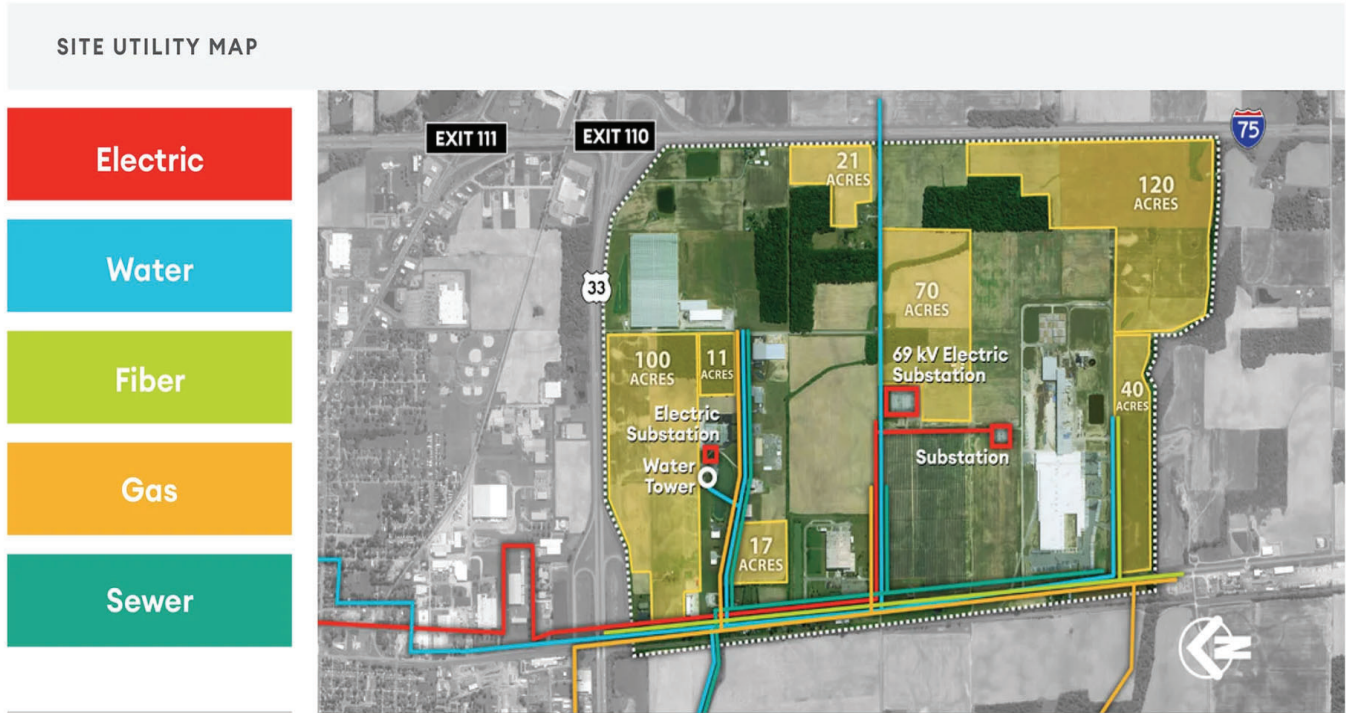 SITE UTILITY MAP
Electric
Water
Fiber
Gas
Sewer
EXIT 111
EXIT 110
75
21
ACRES
120
ACRES
33
70
ACRES
100
ACRES
11
ACRES
69 kV Electric
Substation
40
ACRES
Electric
Substation
Water
Tower
Substation
17
ACRES
N